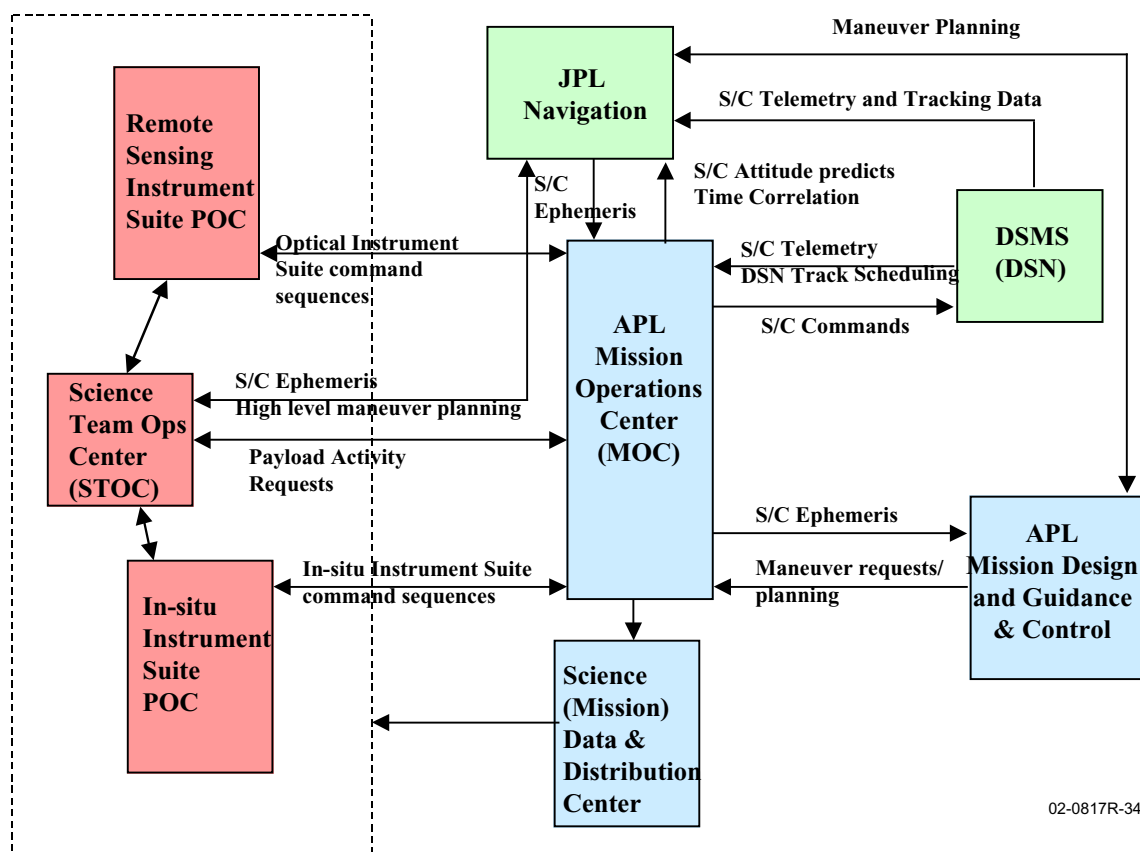 Maneuver Planning
JPL
Navigation
S/C Telemetry and Tracking Data
Remote
Sensing
Instrument
Suite POC
S/C
Ephemeris
S/C Attitude predicts
Time Correlation
DSMS
(DSN)
Optical Instrument
Suite command
sequences
S/C Telemetry
DSN Track Scheduling
S/C Commands
APL
Mission
Operations
Center
(MOC)
Science
Team Ops
Center
(STOC)
S/C Ephemeris
High level maneuver planning
Payload Activity
Requests
S/C Ephemeris
Maneuver requests/
planning
APL
Mission Design
and Guidance
& Control
In-situ Instrument Suite
command sequences
In-situ
Instrument
Suite
POC
Science
(Mission)
Data &
Distribution
Center
02-0817R-34